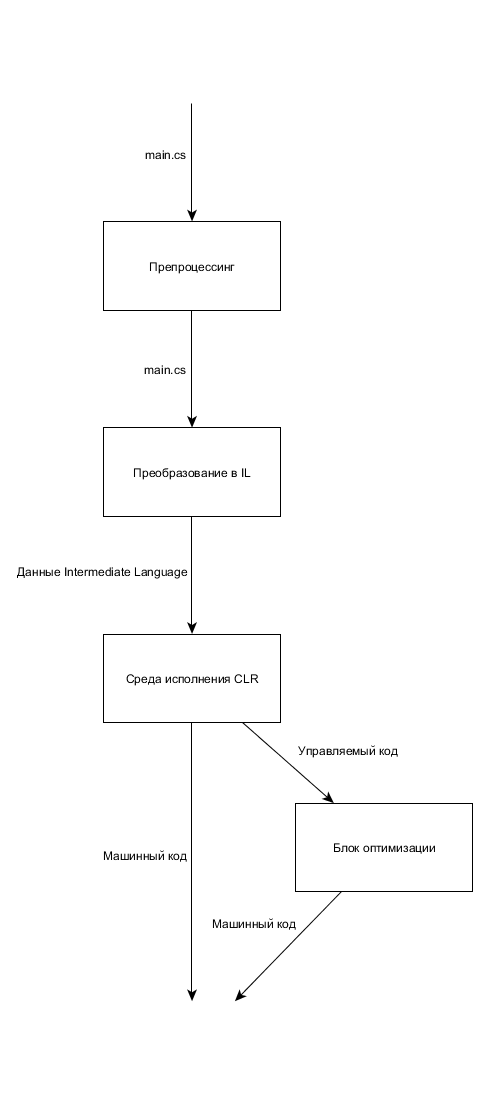 main.cs
Препроцессинг
main.cs
Преобразование в IL
Данные Intermediate Language
Среда исполнения CLR
Управляемый код
Блок оптимизации
Машинный код
Машинный код